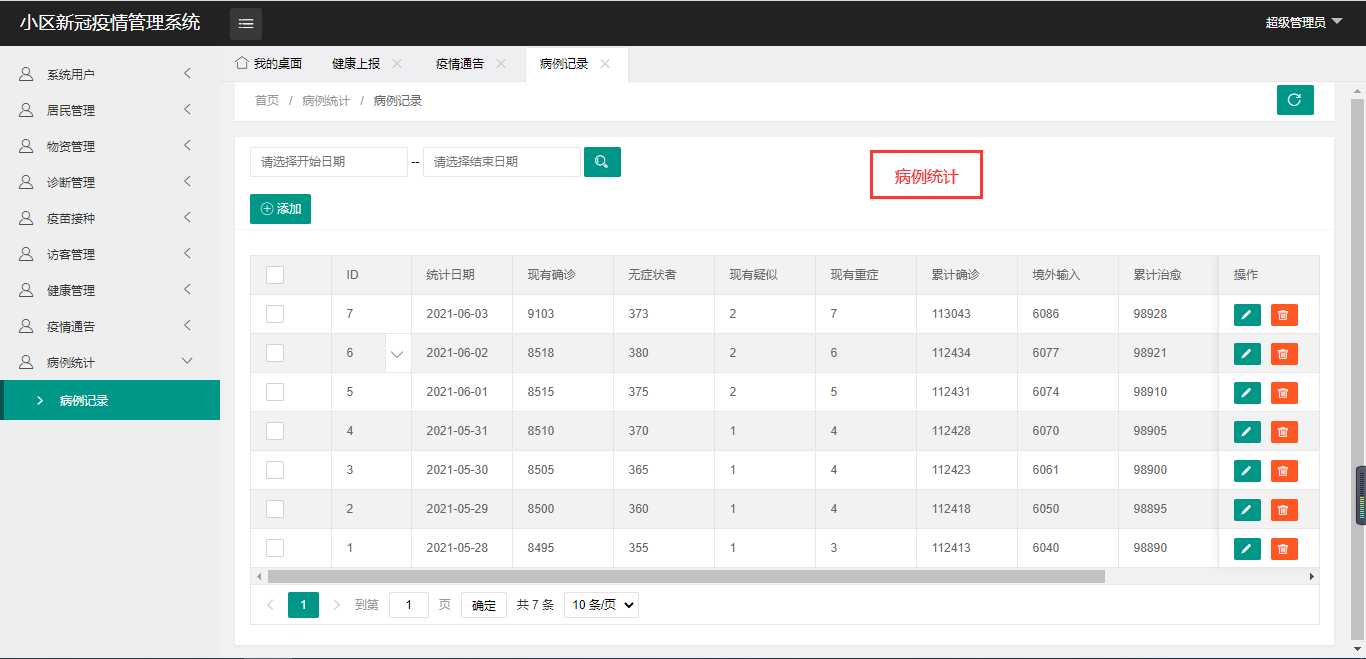 小区新冠疫情管理系统
超级管理员
系统用户
居民管理
物资管理
诊断管理
疫苗接种
访客管理
健康管理
疫情通告
病例统计
病例记录
我的桌面 健康上报 疫情通告 病例记录
首页 / 病例统计 / 病例记录
请选择开始日期 -- 请选择结束日期
病例统计
添加
ID 统计日期 现有确诊 无症状者 现有疑似 现有重症 累计确诊 境外输入 累计治愈 操作
7 2021-06-03 9103 373 2 7 113043 6086 98928
6 2021-06-02 8518 380 2 6 112434 6077 98921
5 2021-06-01 8515 375 2 5 112431 6074 98910
4 2021-05-31 8510 370 1 4 112428 6070 98905
3 2021-05-30 8505 365 1 4 112423 6061 98900
2 2021-05-29 8500 360 1 4 112418 6050 98895
1 2021-05-28 8495 355 1 3 112413 6040 98890
1 到第 1 页 确定 共 7 条 10 条/页